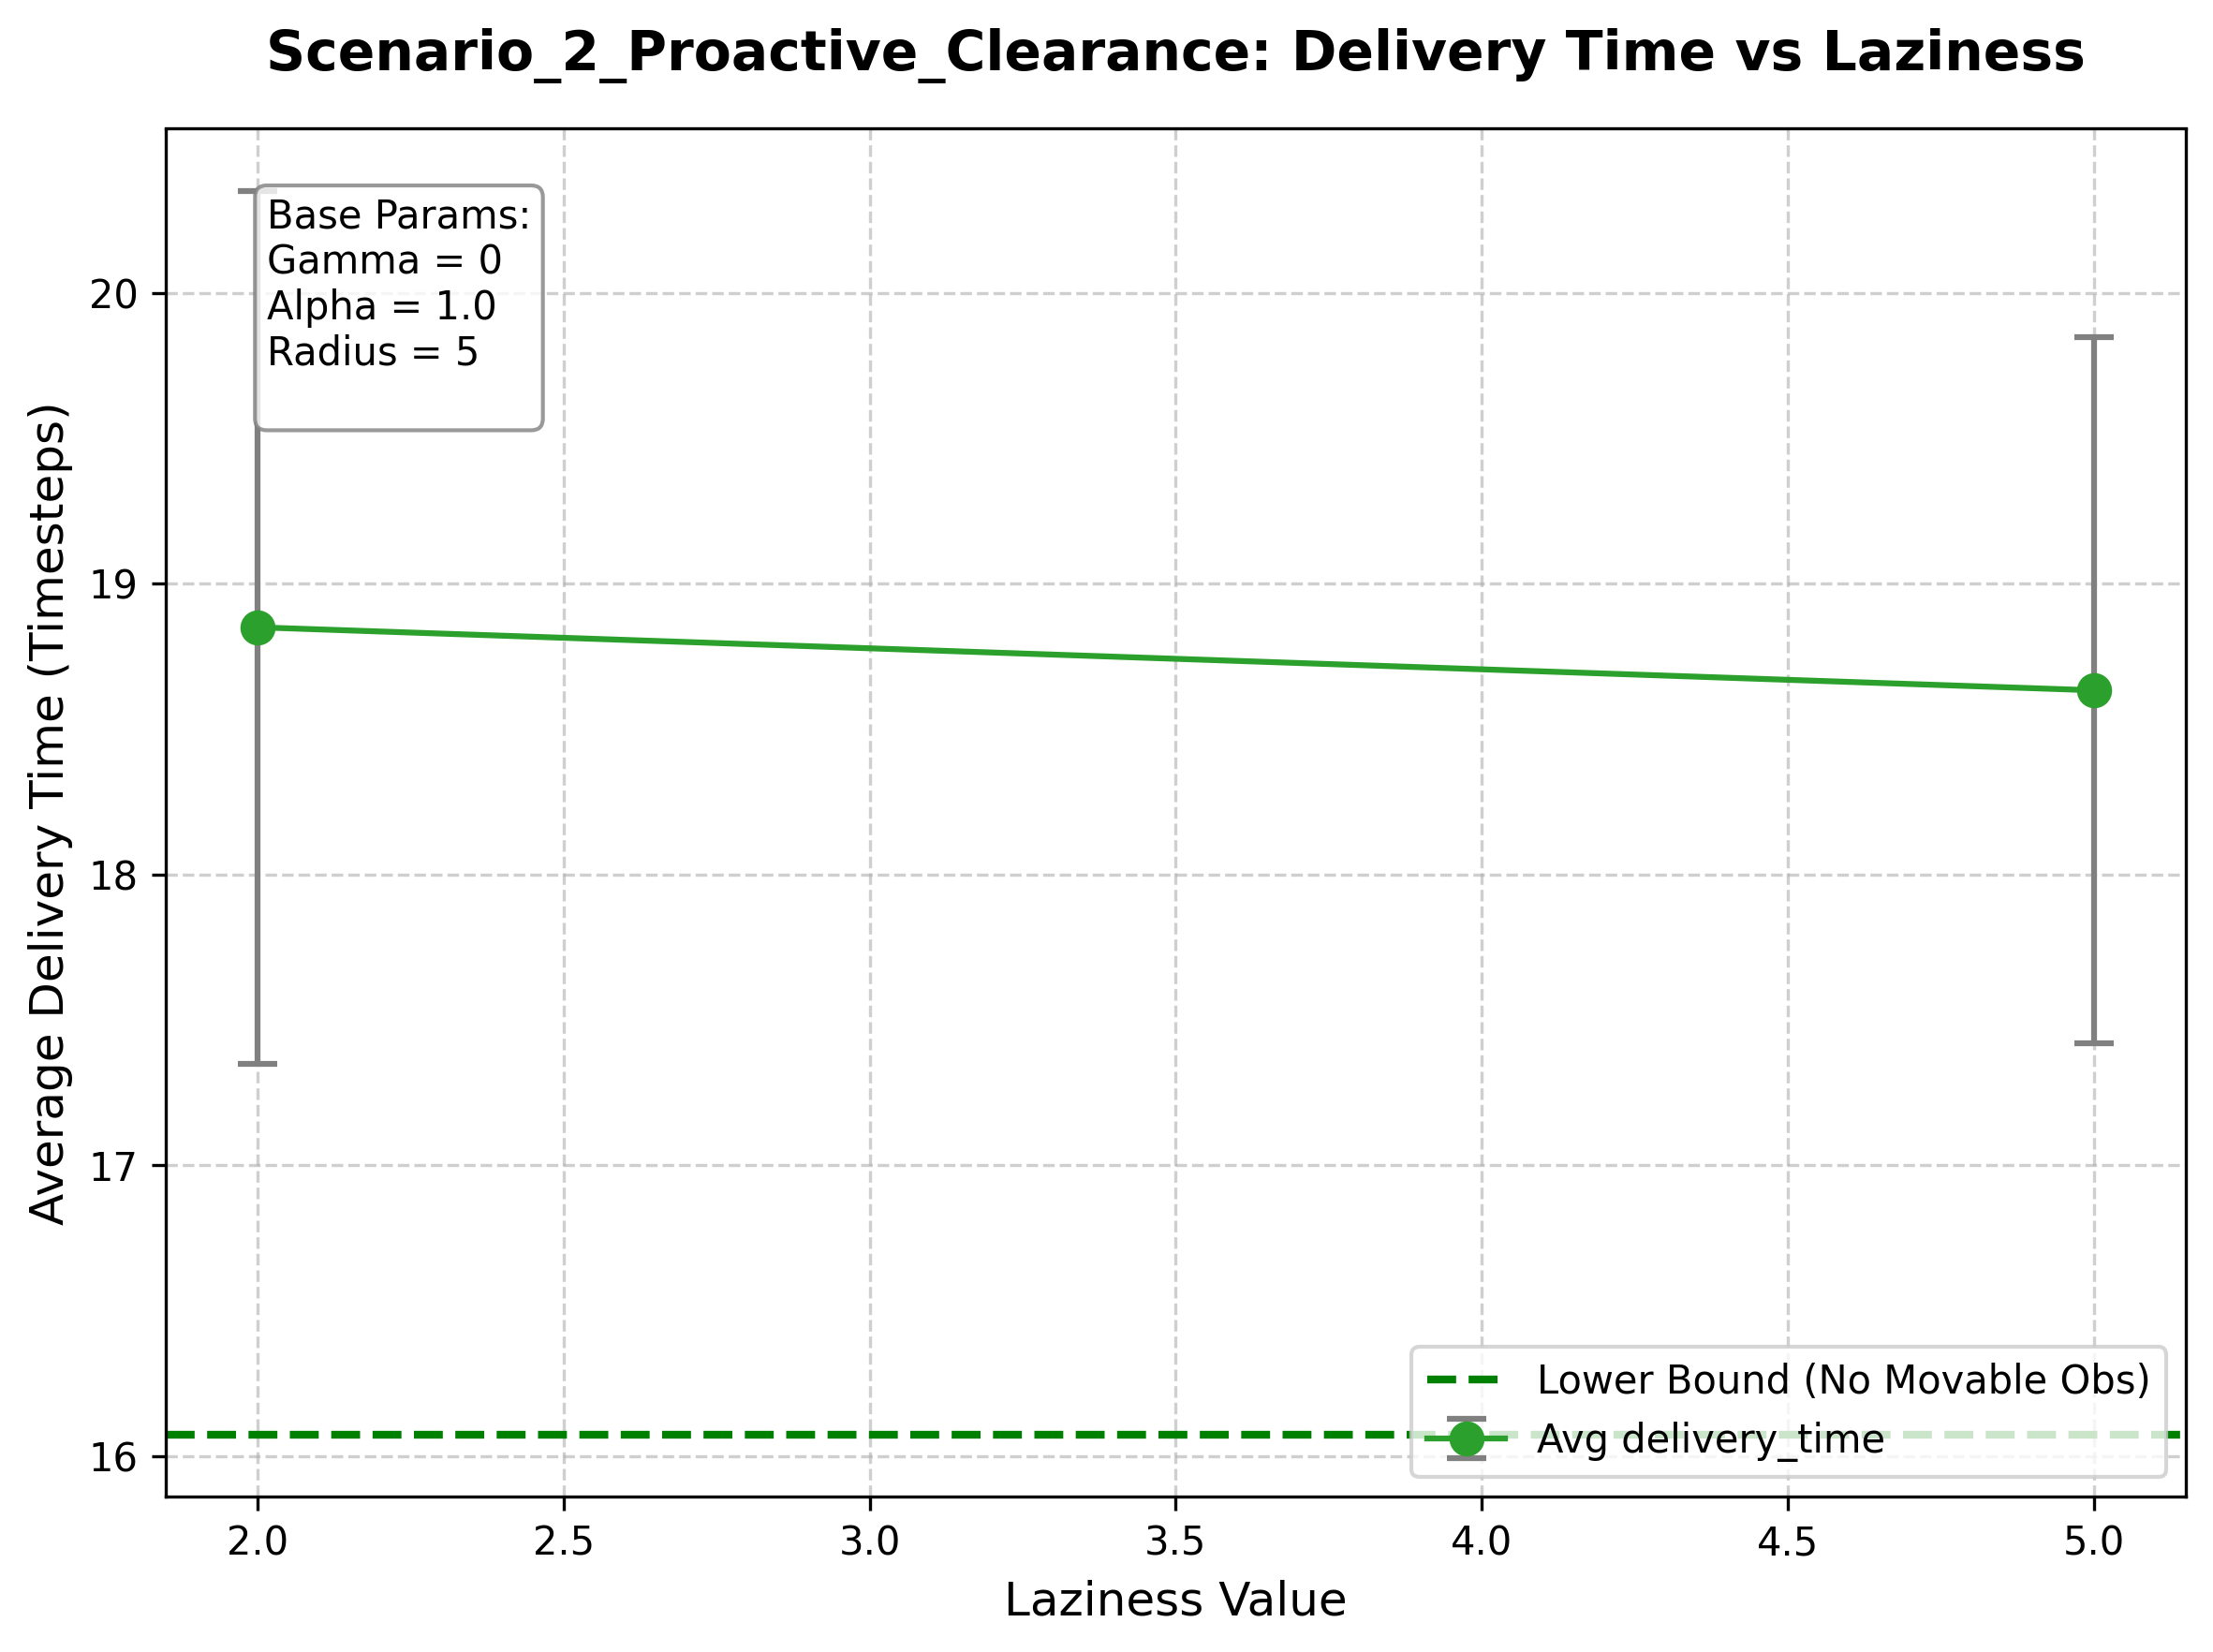 Scenario_2_Proactive_Clearance: Delivery Time vs Laziness
Base Params:
Gamma = 0
Alpha = 1.0
Radius = 5
Average Delivery Time (Timesteps)
20
19
18
17
16
Lower Bound (No Movable Obs)
Avg delivery_time
2.0 2.5 3.0 3.5 4.0 4.5 5.0
Laziness Value